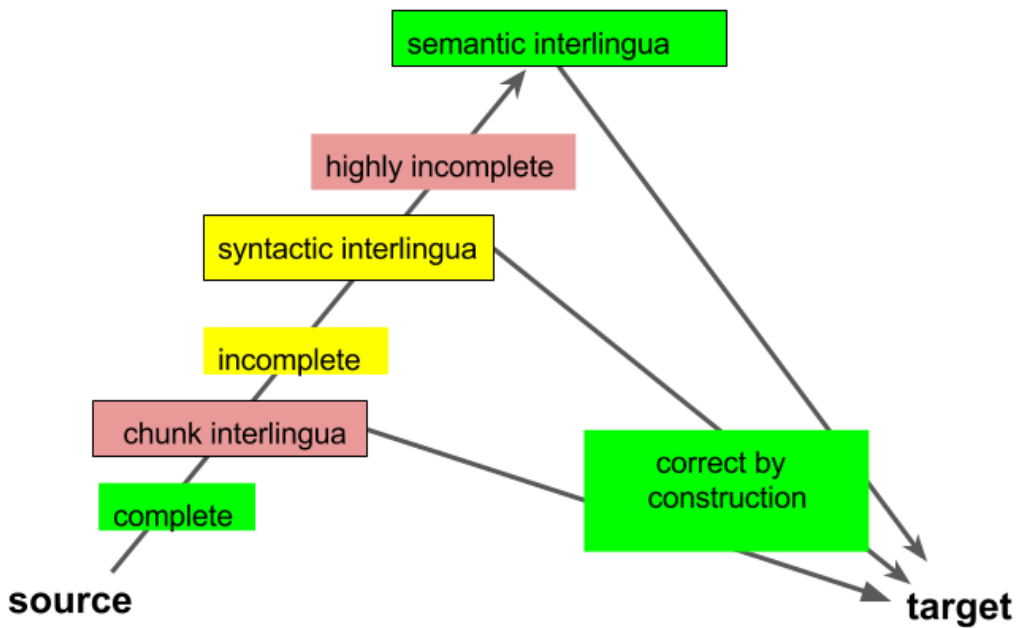 semantic interlingua
highly incomplete
syntactic interlingua
incomplete
chunk interlingua
correct by
construction
complete
source
target